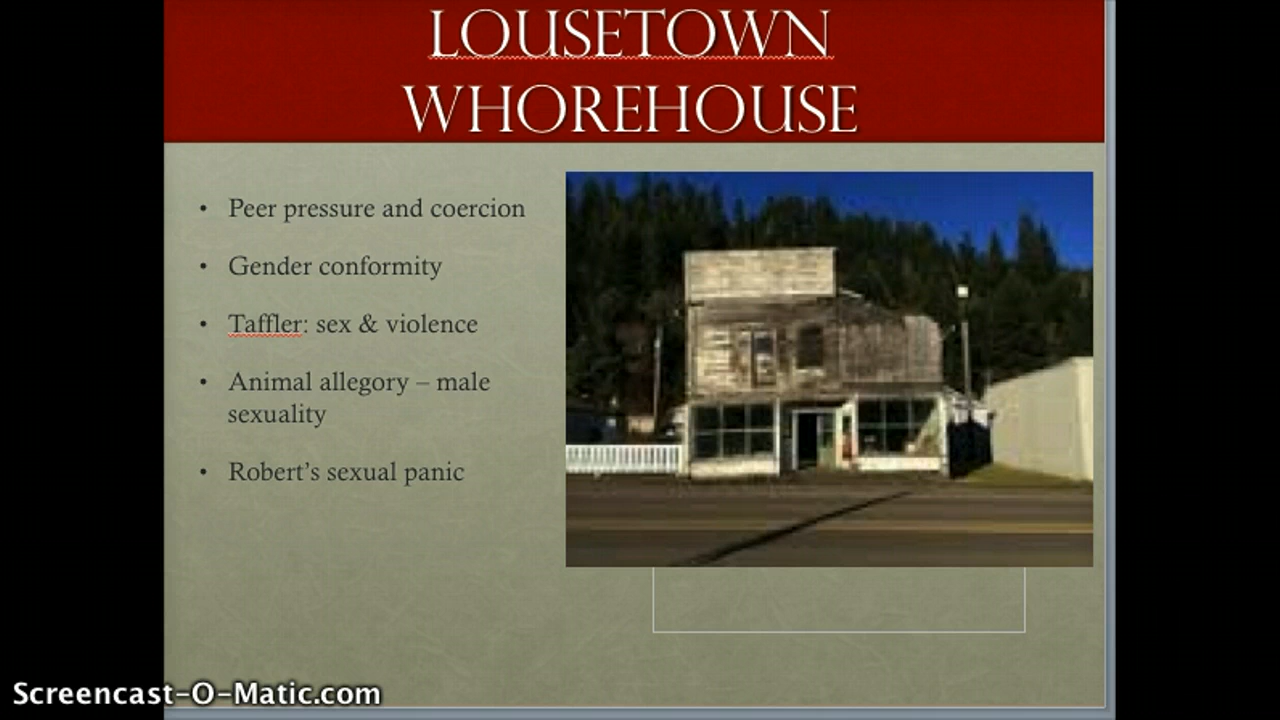 LOUSETOWN
WHOREHOUSE
• Peer pressure and coercion
• Gender conformity
• Taffler: sex & violence
• Animal allegory – male
sexuality
• Robert’s sexual panic
Screencast-O-Matic.com